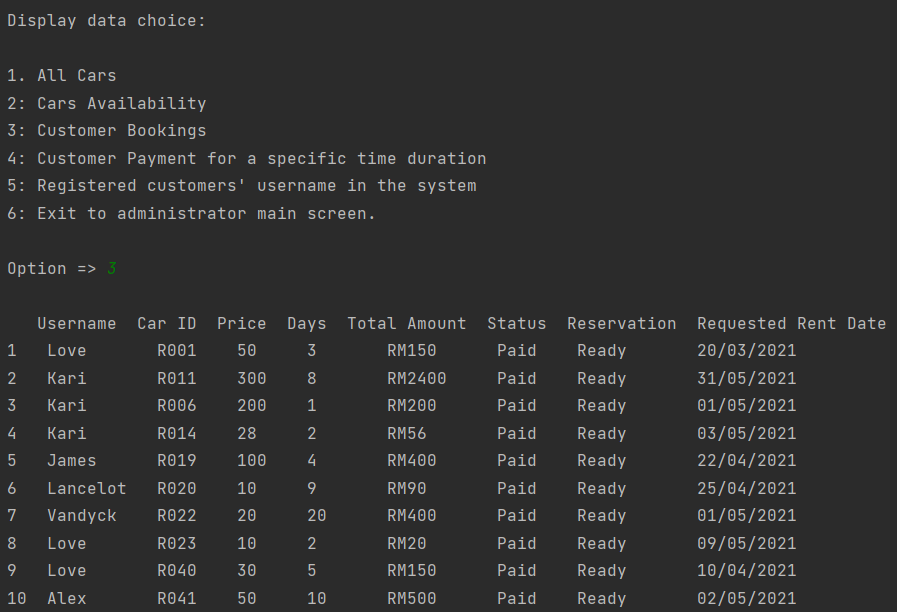 Display data choice:
1. All Cars
2: Cars Availability
3: Customer Bookings
4: Customer Payment for a specific time duration
5: Registered customers' username in the system
6: Exit to administrator main screen.
Option => 3
Username Car ID Price Days Total Amount Status Reservation Requested Rent Date
1 Love R001 50 3 RM150 Paid Ready 20/03/2021
2 Kari R011 300 8 RM2400 Paid Ready 31/05/2021
3 Kari R006 200 1 RM200 Paid Ready 01/05/2021
4 Kari R014 28 2 RM56 Paid Ready 03/05/2021
5 James R019 100 4 RM400 Paid Ready 22/04/2021
6 Lancelot R020 10 9 RM90 Paid Ready 25/04/2021
7 Vandyck R022 20 20 RM400 Paid Ready 01/05/2021
8 Love R023 10 2 RM20 Paid Ready 09/05/2021
9 Love R040 30 5 RM150 Paid Ready 10/04/2021
10 Alex R041 50 10 RM500 Paid Ready 02/05/2021